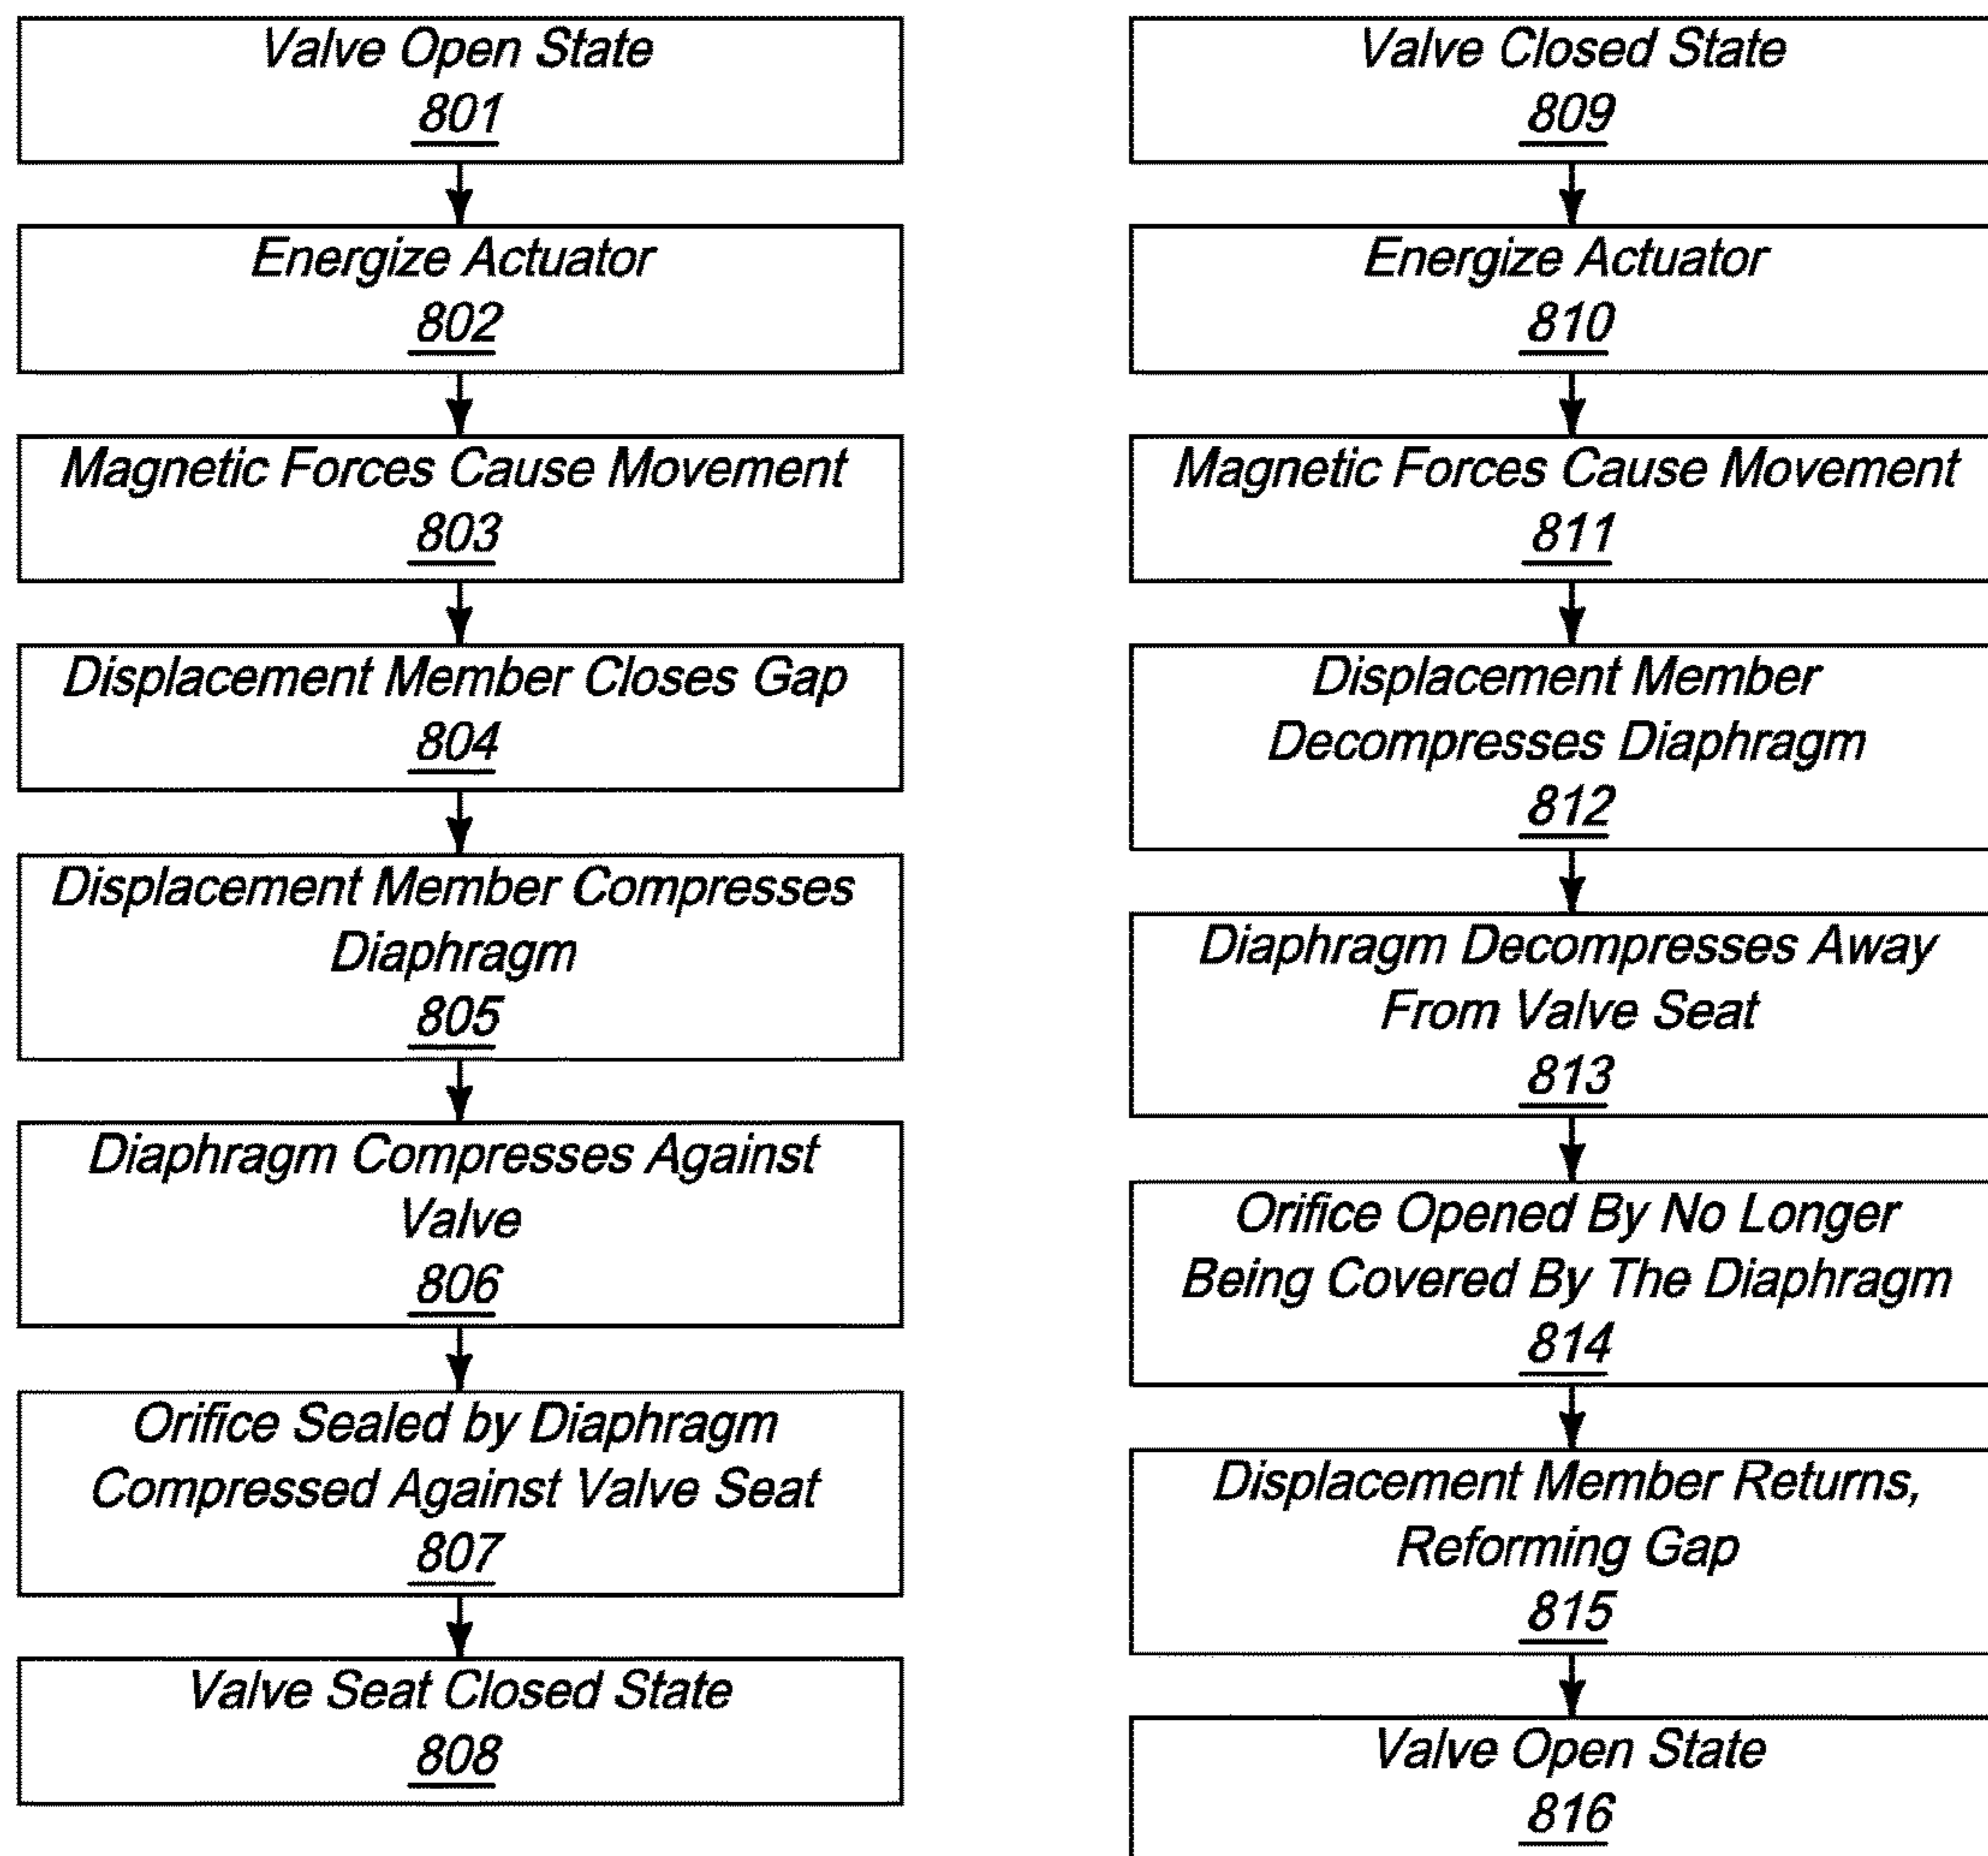 Valve Open State
801
Energize Actuator
802
Magnetic Forces Cause Movement
803
Displacement Member Closes Gap
804
Displacement Member Compresses
Diaphragm
805
Diaphragm Compresses Against
Valve
806
Orifice Sealed by Diaphragm
Compressed Against Valve Seat
807
Valve Seat Closed State
808
Valve Closed State
809
Energize Actuator
810
Magnetic Forces Cause Movement
811
Displacement Member
Decompresses Diaphragm
812
Diaphragm Decompresses Away
From Valve Seat
813
Orifice Opened By No Longer
Being Covered By The Diaphragm
814
Displacement Member Returns,
Reforming Gap
815
Valve Open State
816